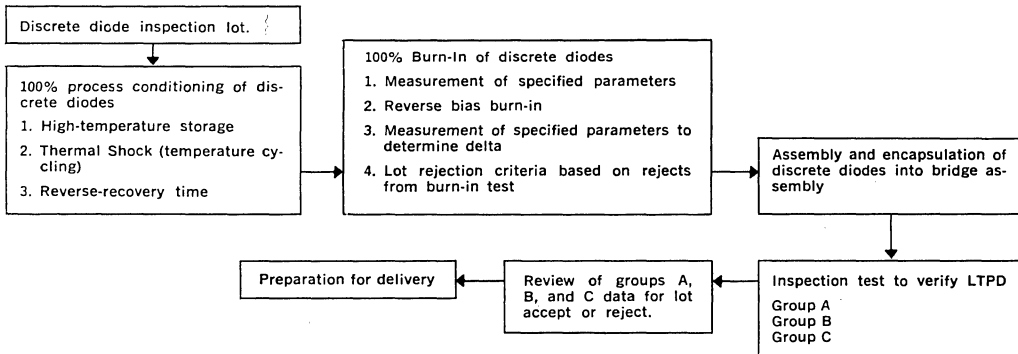 Discrete diode inspection lot.
100% process conditioning of dis-
crete diodes
1. High-temperature storage
2. Thermal Shock (temperature cy-
cling)
3. Reverse-recovery time
100% Burn-In of discrete diodes
1. Measurement of specified parameters
2. Reverse bias burn-in
3. Measurement of specified parameters to
determine delta
4. Lot rejection criteria based on rejects
from burn-in test
Assembly and encapsulation of
discrete diodes into bridge as-
sembly
Inspection test to verify LTPD
Group A
Group B
Group C
Review of groups A,
B, and C data for lot
accept or reject.
Preparation for delivery